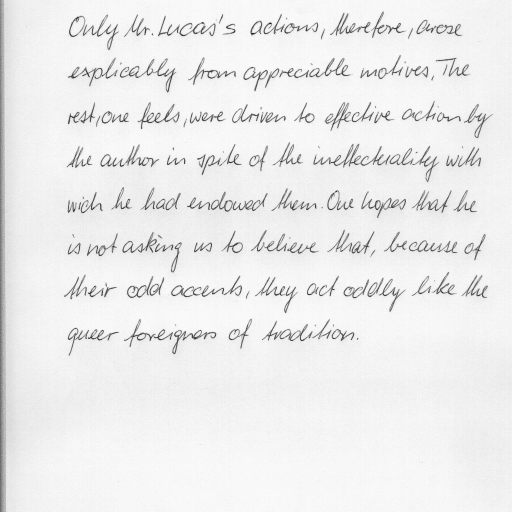 Only Mr. Lucas's actions, therefore, arose
explicably from appreciable motives, The
rest, one feels, were driven to effective action by
the author in spite of the ineffectuality with
wich he had endowed them. One hopes that he
is not asking us to believe that, because of
their odd accents, they act oddly like the
queer foreigners of tradition.